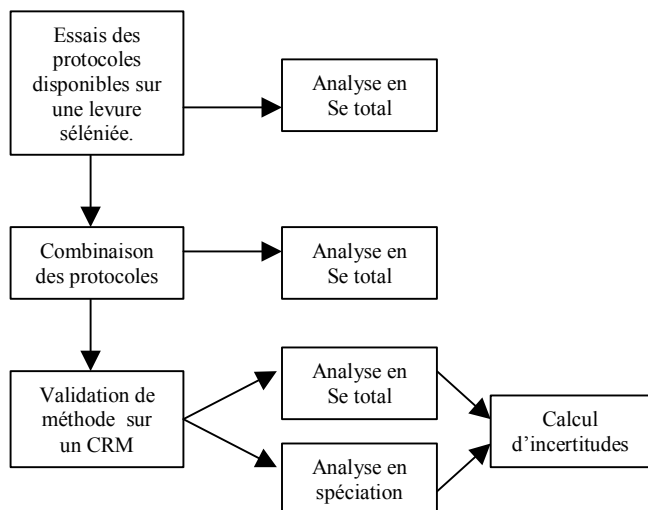 Essais des
protocoles
disponibles sur
une levure
séléniée.
Analyse en
Se total
Combinaison
des protocoles
Analyse en
Se total
Validation de
méthode sur
un CRM
Analyse en
Se total
Analyse en
spéciation
Calcul
d'incertitudes